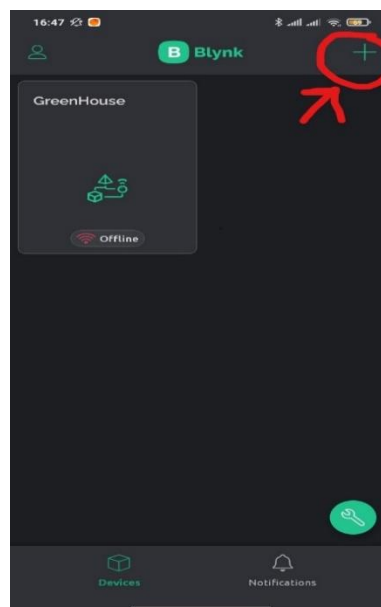 16:47
B Blynk
GreenHouse
Offline
Devices
Notifications